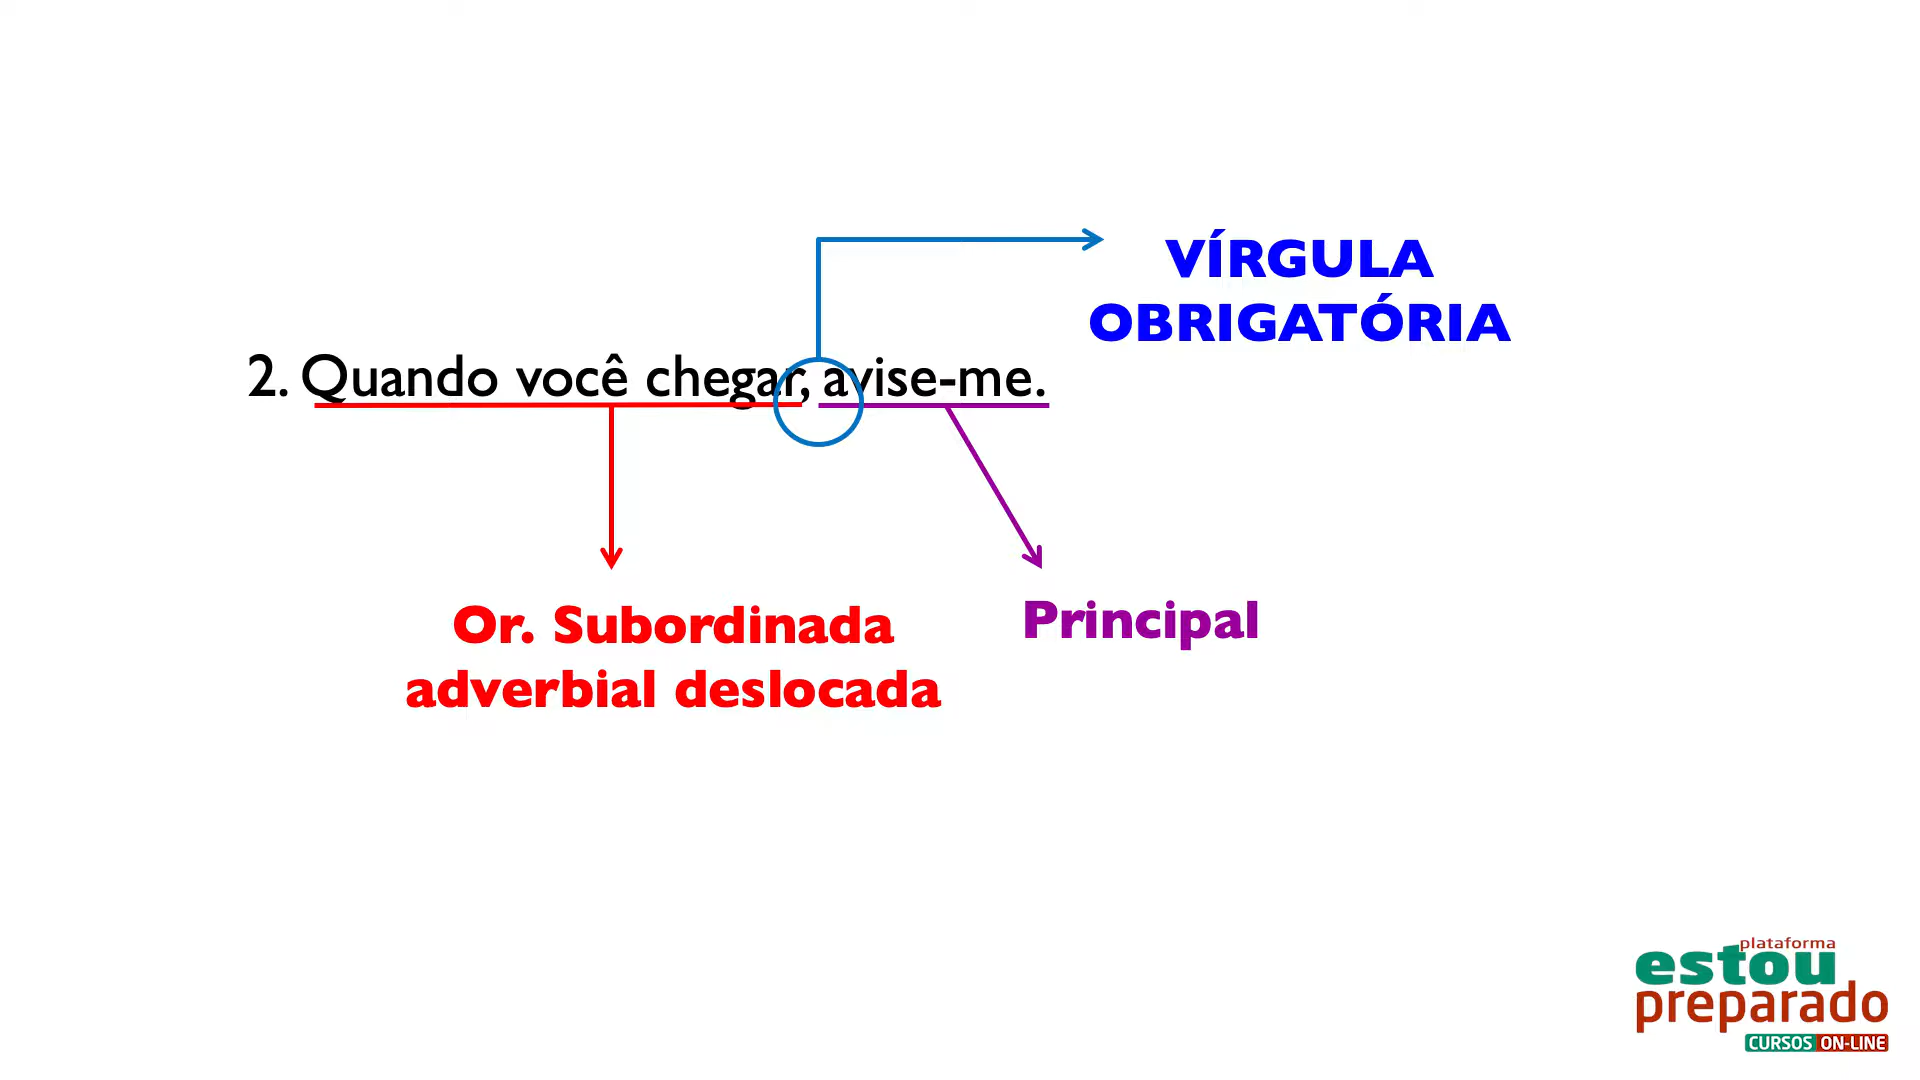 VÍRGULA
OBRIGATÓRIA
2. Quando você chegar, avise-me.
Or. Subordinada
adverbial deslocada
Principal
plataforma
estou
preparado
CURSOS ON-LINE